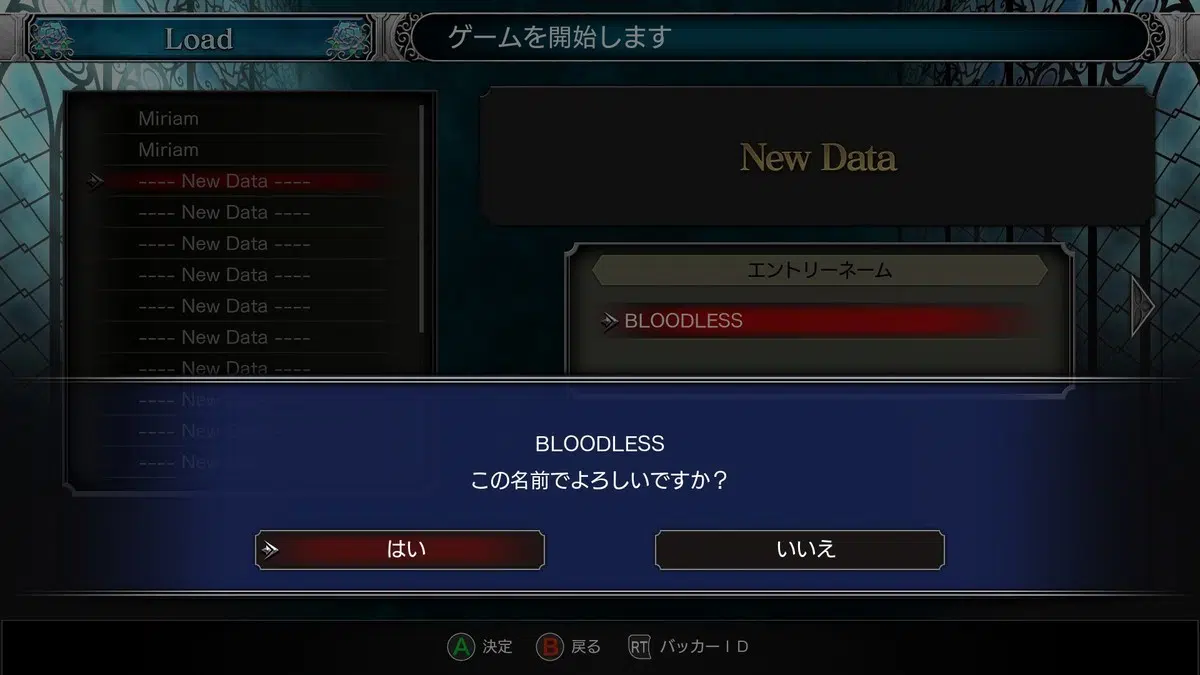 Load
ゲームを開始します
Miriam
Miriam
---- New Data ----
---- New Data ----
---- New Data ----
---- New Data ----
---- New Data ----
---- New Data ----
---- New Data ----
---- New
---- New
---- New
New Data
エントリーネーム
BLOODLESS
BLOODLESS
この名前でよろしいですか？
はい
いいえ
A 決定
B 戻る
RT バッカーＩＤ